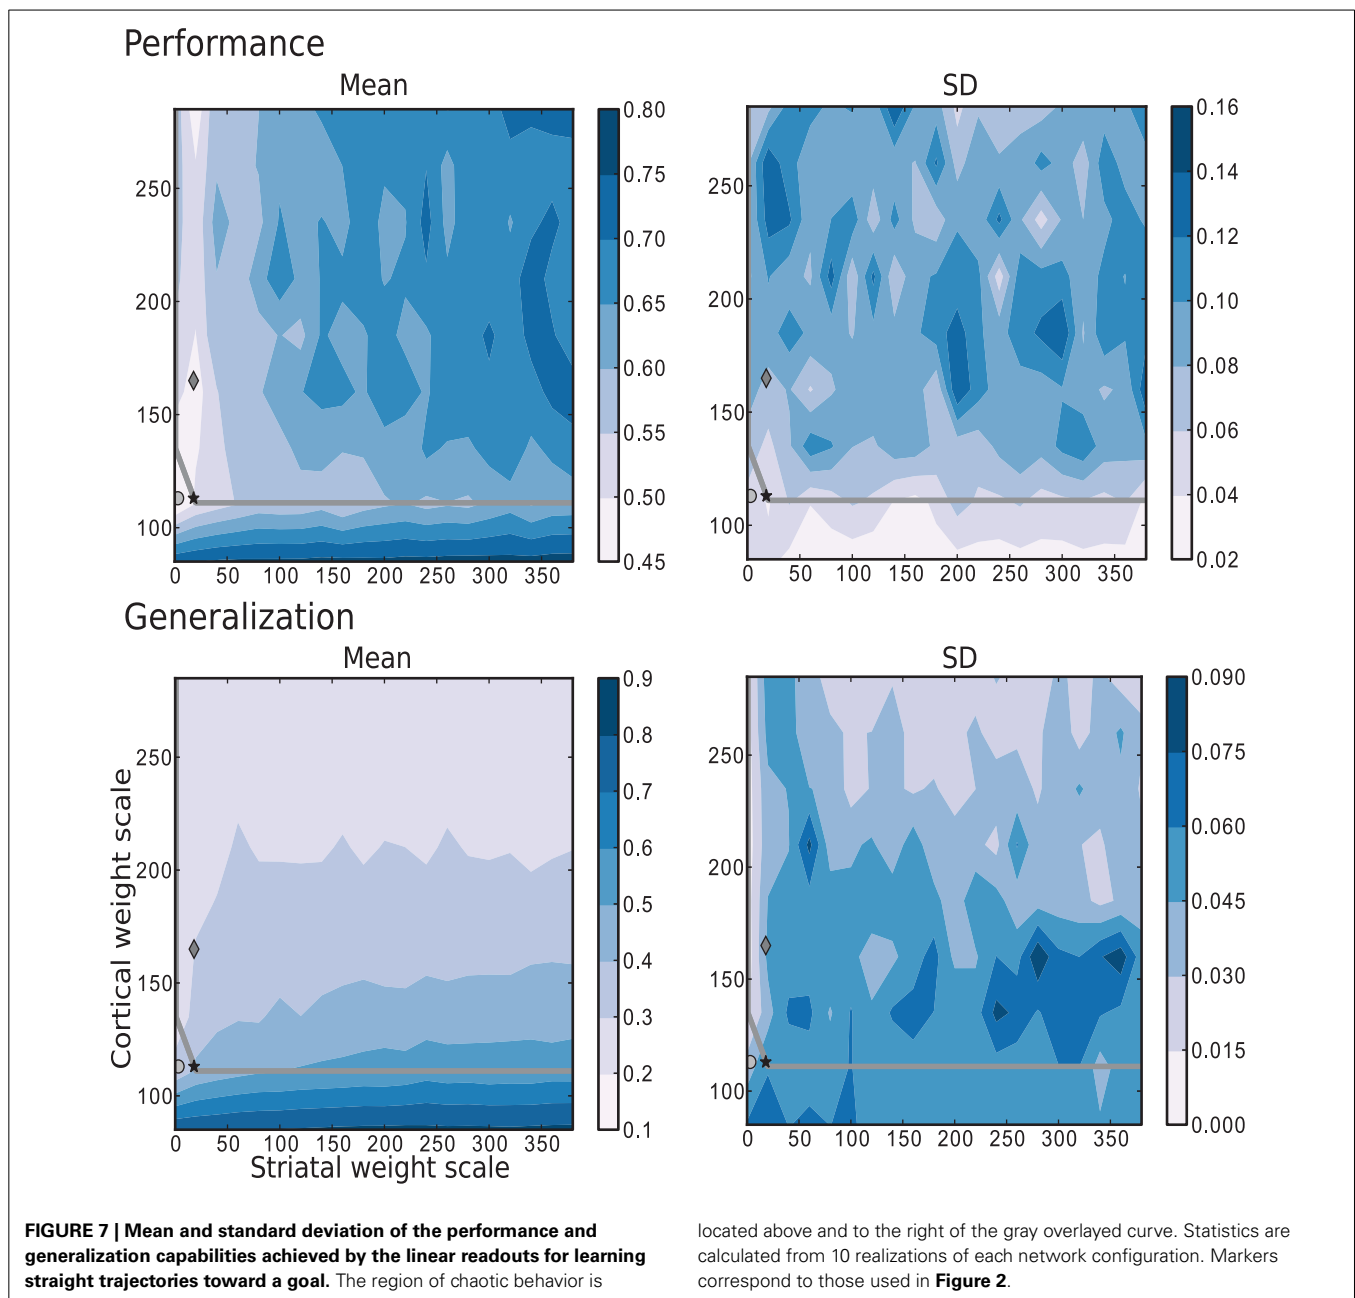 Performance
Mean
SD
250
200
150
100
0 50 100 150 200 250 300 350
0.80
0.75
0.70
0.65
0.60
0.55
0.50
0.45
250
200
150
100
0 50 100 150 200 250 300 350
0.16
0.14
0.12
0.10
0.08
0.06
0.04
0.02
Generalization
Mean
SD
Cortical weight scale
250
200
150
100
0 50 100 150 200 250 300 350
Striatal weight scale
0.9
0.8
0.7
0.6
0.5
0.4
0.3
0.2
0.1
250
200
150
100
0 50 100 150 200 250 300 350
0.090
0.075
0.060
0.045
0.030
0.015
0.000
FIGURE 7 | Mean and standard deviation of the performance and
generalization capabilities achieved by the linear readouts for learning
straight trajectories toward a goal. The region of chaotic behavior is
located above and to the right of the gray overlayed curve. Statistics are
calculated from 10 realizations of each network configuration. Markers
correspond to those used in Figure 2.